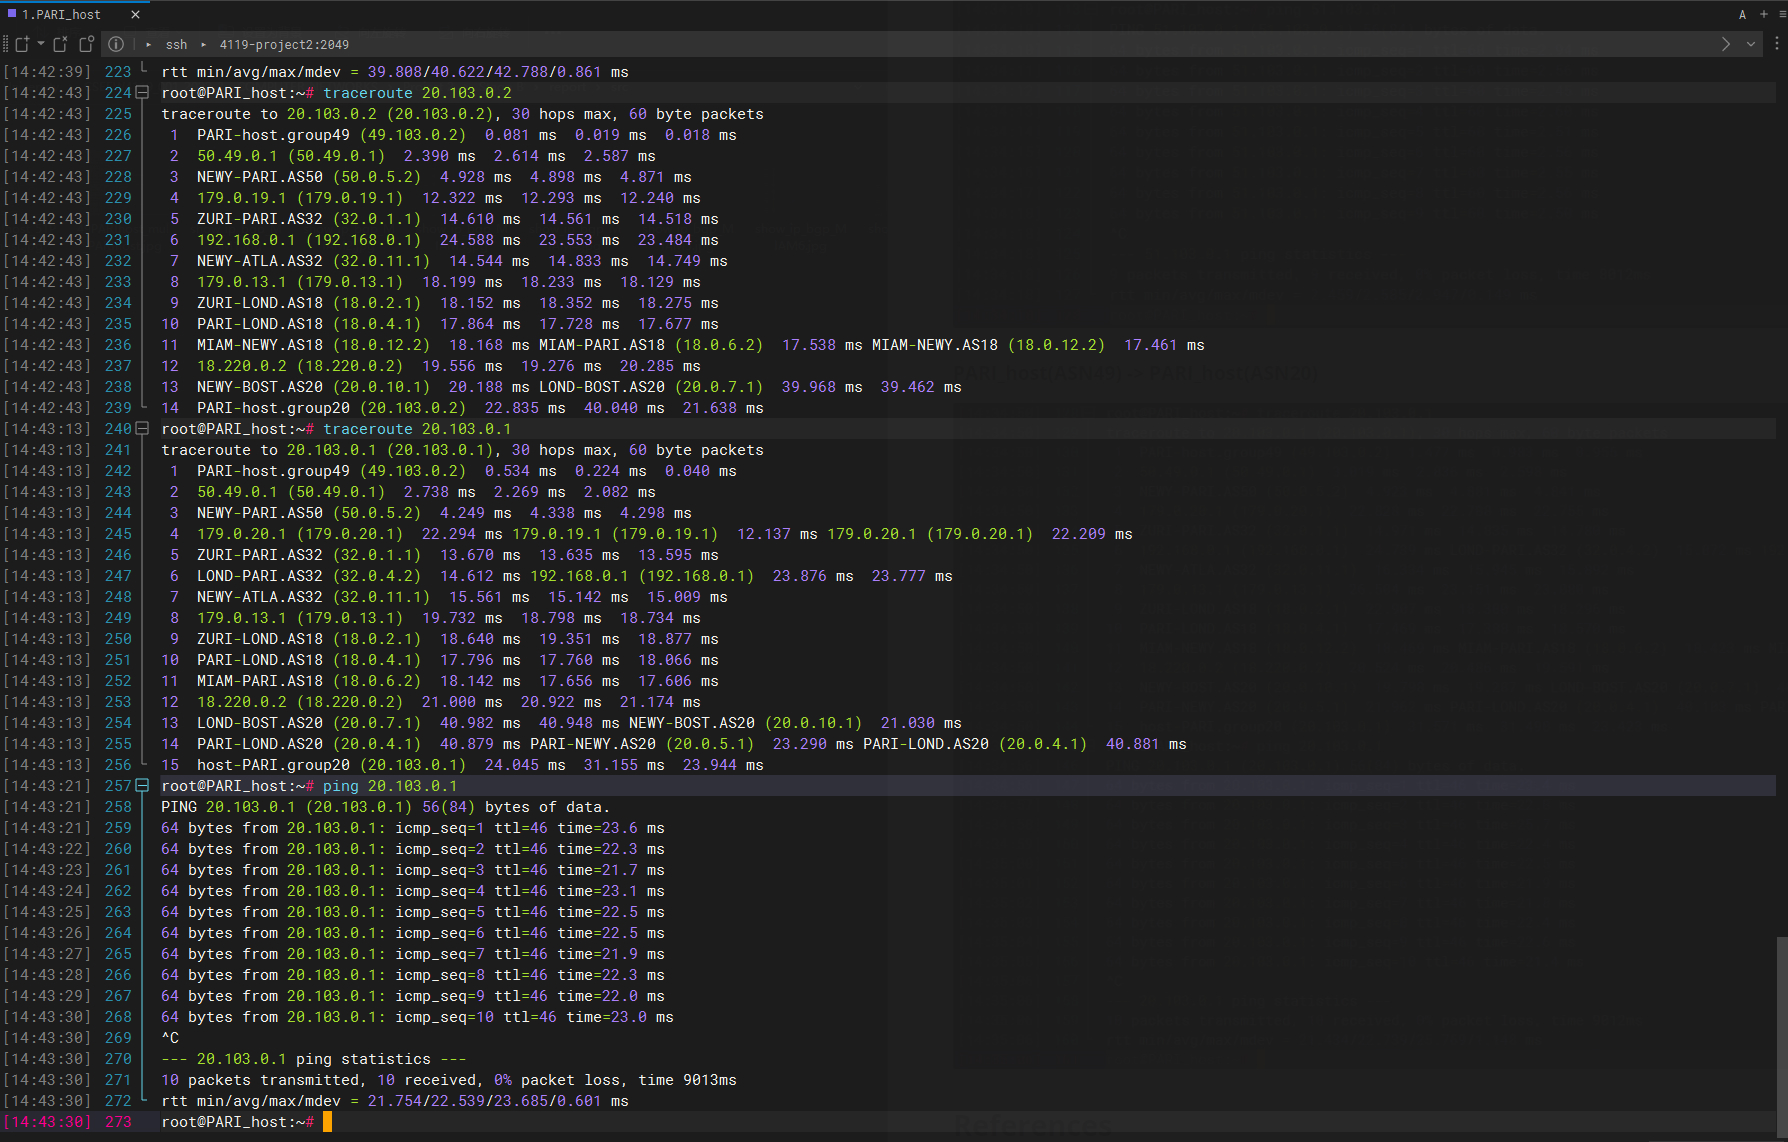 1.PARI_host × A + ≡
ssh 4119-project2:2049
[14:42:39] 223 rtt min/avg/max/mdev = 39.808/40.622/42.788/0.861 ms
[14:42:43] 224 root@PARI_host:~# traceroute 20.103.0.2
[14:42:43] 225 traceroute to 20.103.0.2 (20.103.0.2), 30 hops max, 60 byte packets
[14:42:43] 226 1 PARI-host.group49 (49.103.0.2) 0.081 ms 0.019 ms 0.018 ms
[14:42:43] 227 2 50.49.0.1 (50.49.0.1) 2.390 ms 2.614 ms 2.587 ms
[14:42:43] 228 3 NEWY-PARI.AS50 (50.0.5.2) 4.928 ms 4.898 ms 4.871 ms
[14:42:43] 229 4 179.0.19.1 (179.0.19.1) 12.322 ms 12.293 ms 12.240 ms
[14:42:43] 230 5 ZURI-PARI.AS32 (32.0.1.1) 14.610 ms 14.561 ms 14.518 ms
[14:42:43] 231 6 192.168.0.1 (192.168.0.1) 24.588 ms 23.553 ms 23.484 ms
[14:42:43] 232 7 NEWY-ATLA.AS32 (32.0.11.1) 14.544 ms 14.833 ms 14.749 ms
[14:42:43] 233 8 179.0.13.1 (179.0.13.1) 18.199 ms 18.233 ms 18.129 ms
[14:42:43] 234 9 ZURI-LOND.AS18 (18.0.2.1) 18.152 ms 18.352 ms 18.275 ms
[14:42:43] 235 10 PARI-LOND.AS18 (18.0.4.1) 17.864 ms 17.728 ms 17.677 ms
[14:42:43] 236 11 MIAM-NEWY.AS18 (18.0.12.2) 18.168 ms MIAM-PARI.AS18 (18.0.6.2) 17.538 ms MIAM-NEWY.AS18 (18.0.12.2) 17.461 ms
[14:42:43] 237 12 18.220.0.2 (18.220.0.2) 19.556 ms 19.276 ms 20.285 ms
[14:42:43] 238 13 NEWY-BOST.AS20 (20.0.10.1) 20.188 ms LOND-BOST.AS20 (20.0.7.1) 39.968 ms 39.462 ms
[14:42:43] 239 14 PARI-host.group20 (20.103.0.2) 22.835 ms 40.040 ms 21.638 ms
[14:43:13] 240 root@PARI_host:~# traceroute 20.103.0.1
[14:43:13] 241 traceroute to 20.103.0.1 (20.103.0.1), 30 hops max, 60 byte packets
[14:43:13] 242 1 PARI-host.group49 (49.103.0.2) 0.534 ms 0.224 ms 0.040 ms
[14:43:13] 243 2 50.49.0.1 (50.49.0.1) 2.738 ms 2.269 ms 2.082 ms
[14:43:13] 244 3 NEWY-PARI.AS50 (50.0.5.2) 4.249 ms 4.338 ms 4.298 ms
[14:43:13] 245 4 179.0.20.1 (179.0.20.1) 22.294 ms 179.0.19.1 (179.0.19.1) 12.137 ms 179.0.20.1 (179.0.20.1) 22.209 ms
[14:43:13] 246 5 ZURI-PARI.AS32 (32.0.1.1) 13.670 ms 13.635 ms 13.595 ms
[14:43:13] 247 6 LOND-PARI.AS32 (32.0.4.2) 14.612 ms 192.168.0.1 (192.168.0.1) 23.876 ms 23.777 ms
[14:43:13] 248 7 NEWY-ATLA.AS32 (32.0.11.1) 15.561 ms 15.142 ms 15.009 ms
[14:43:13] 249 8 179.0.13.1 (179.0.13.1) 19.732 ms 18.798 ms 18.734 ms
[14:43:13] 250 9 ZURI-LOND.AS18 (18.0.2.1) 18.640 ms 19.351 ms 18.877 ms
[14:43:13] 251 10 PARI-LOND.AS18 (18.0.4.1) 17.796 ms 17.760 ms 18.066 ms
[14:43:13] 252 11 MIAM-PARI.AS18 (18.0.6.2) 18.142 ms 17.656 ms 17.606 ms
[14:43:13] 253 12 18.220.0.2 (18.220.0.2) 21.000 ms 20.922 ms 21.174 ms
[14:43:13] 254 13 LOND-BOST.AS20 (20.0.7.1) 40.982 ms 40.948 ms NEWY-BOST.AS20 (20.0.10.1) 21.030 ms
[14:43:13] 255 14 PARI-LOND.AS20 (20.0.4.1) 40.879 ms PARI-NEWY.AS20 (20.0.5.1) 23.290 ms PARI-LOND.AS20 (20.0.4.1) 40.881 ms
[14:43:13] 256 15 host-PARI.group20 (20.103.0.1) 24.045 ms 31.155 ms 23.944 ms
[14:43:21] 257 root@PARI_host:~# ping 20.103.0.1
[14:43:21] 258 PING 20.103.0.1 (20.103.0.1) 56(84) bytes of data.
[14:43:21] 259 64 bytes from 20.103.0.1: icmp_seq=1 ttl=46 time=23.6 ms
[14:43:22] 260 64 bytes from 20.103.0.1: icmp_seq=2 ttl=46 time=22.3 ms
[14:43:23] 261 64 bytes from 20.103.0.1: icmp_seq=3 ttl=46 time=21.7 ms
[14:43:24] 262 64 bytes from 20.103.0.1: icmp_seq=4 ttl=46 time=23.1 ms
[14:43:25] 263 64 bytes from 20.103.0.1: icmp_seq=5 ttl=46 time=22.5 ms
[14:43:26] 264 64 bytes from 20.103.0.1: icmp_seq=6 ttl=46 time=22.5 ms
[14:43:27] 265 64 bytes from 20.103.0.1: icmp_seq=7 ttl=46 time=21.9 ms
[14:43:28] 266 64 bytes from 20.103.0.1: icmp_seq=8 ttl=46 time=22.3 ms
[14:43:29] 267 64 bytes from 20.103.0.1: icmp_seq=9 ttl=46 time=22.0 ms
[14:43:30] 268 64 bytes from 20.103.0.1: icmp_seq=10 ttl=46 time=23.0 ms
[14:43:30] 269 ^C
[14:43:30] 270 --- 20.103.0.1 ping statistics ---
[14:43:30] 271 10 packets transmitted, 10 received, 0% packet loss, time 9013ms
[14:43:30] 272 rtt min/avg/max/mdev = 21.754/22.539/23.685/0.601 ms
[14:43:30] 273 root@PARI_host:~#
References